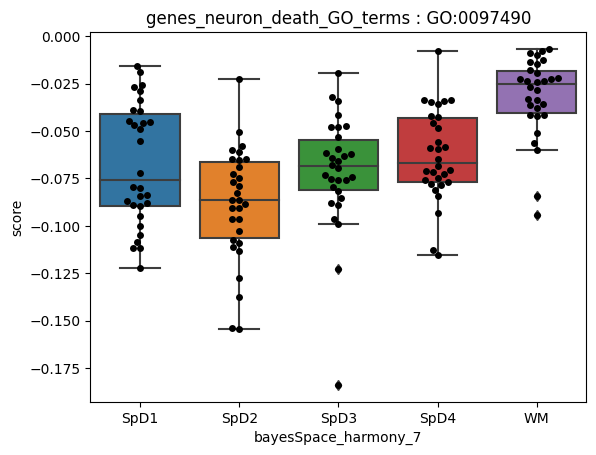 genes_neuron_death_GO_terms : GO:0097490
0.000
−0.025
−0.050
−0.075
−0.100
−0.125
−0.150
−0.175
score
SpD1 SpD2 SpD3 SpD4 WM
bayesSpace_harmony_7